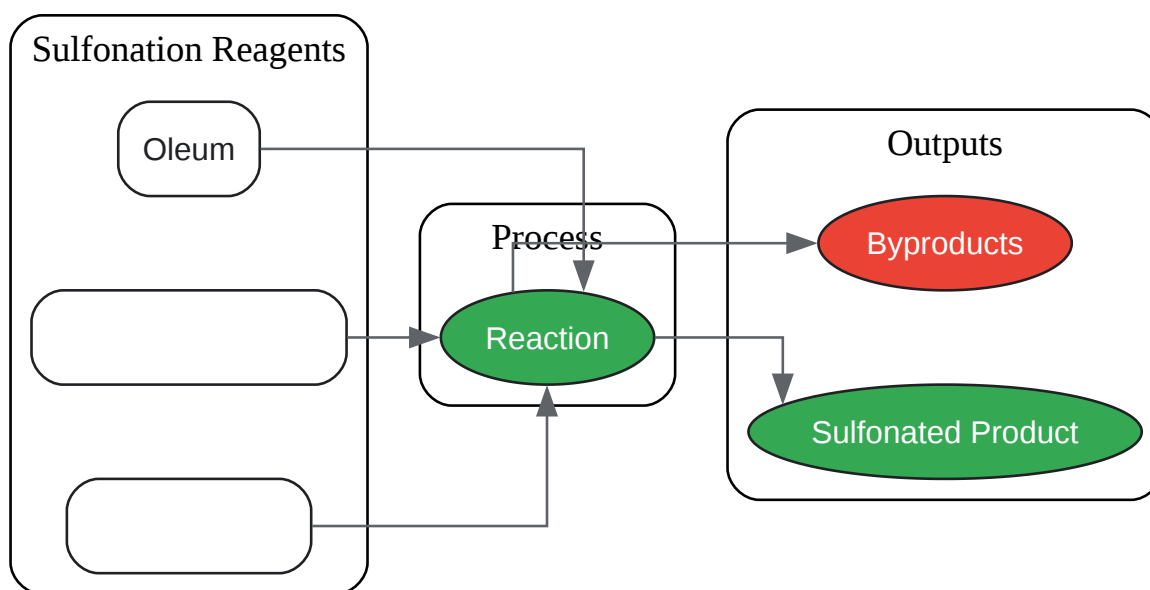 Sulfonation Reagents
Oleum
Process
Reaction
Outputs
Byproducts
Sulfonated Product